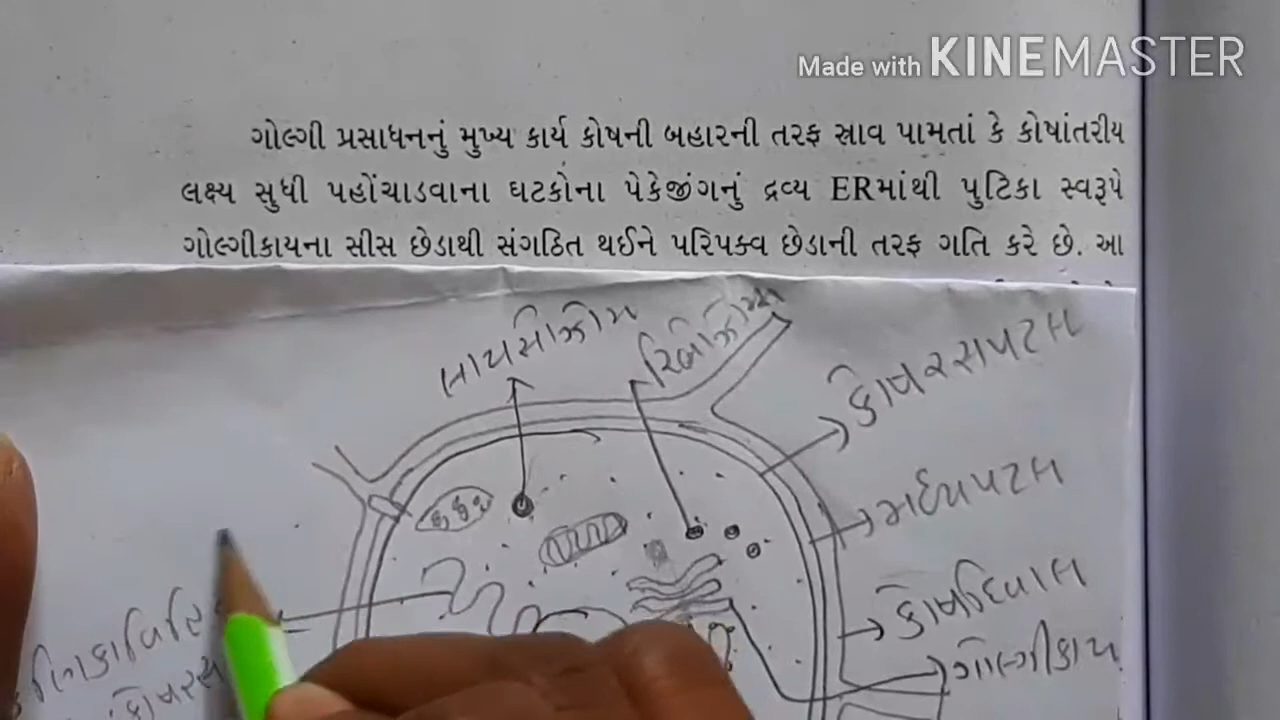 Made with KINEMASTER
ગોલ્ગી પ્રસાધનનું મુખ્ય કાર્ય કોષની બહારની તરફ સ્રાવ પામતાં કે કોષાંતરીય
લક્ષ્ય સુધી પહોંચાડવાના ઘટકોના પેકેજીંગનું દ્રવ્ય ERમાંથી પુટિકા સ્વરૂપે
ગોલ્ગીકાયના સીસ છેડાથી સંગઠિત થઈને પરિપક્વ છેડાની તરફ ગતિ કરે છે. આ
લાયસોઝોમ
કોષરસપટલ
મધ્યપટલ
કોષદિવાલ
ગોલ્ગીકાય